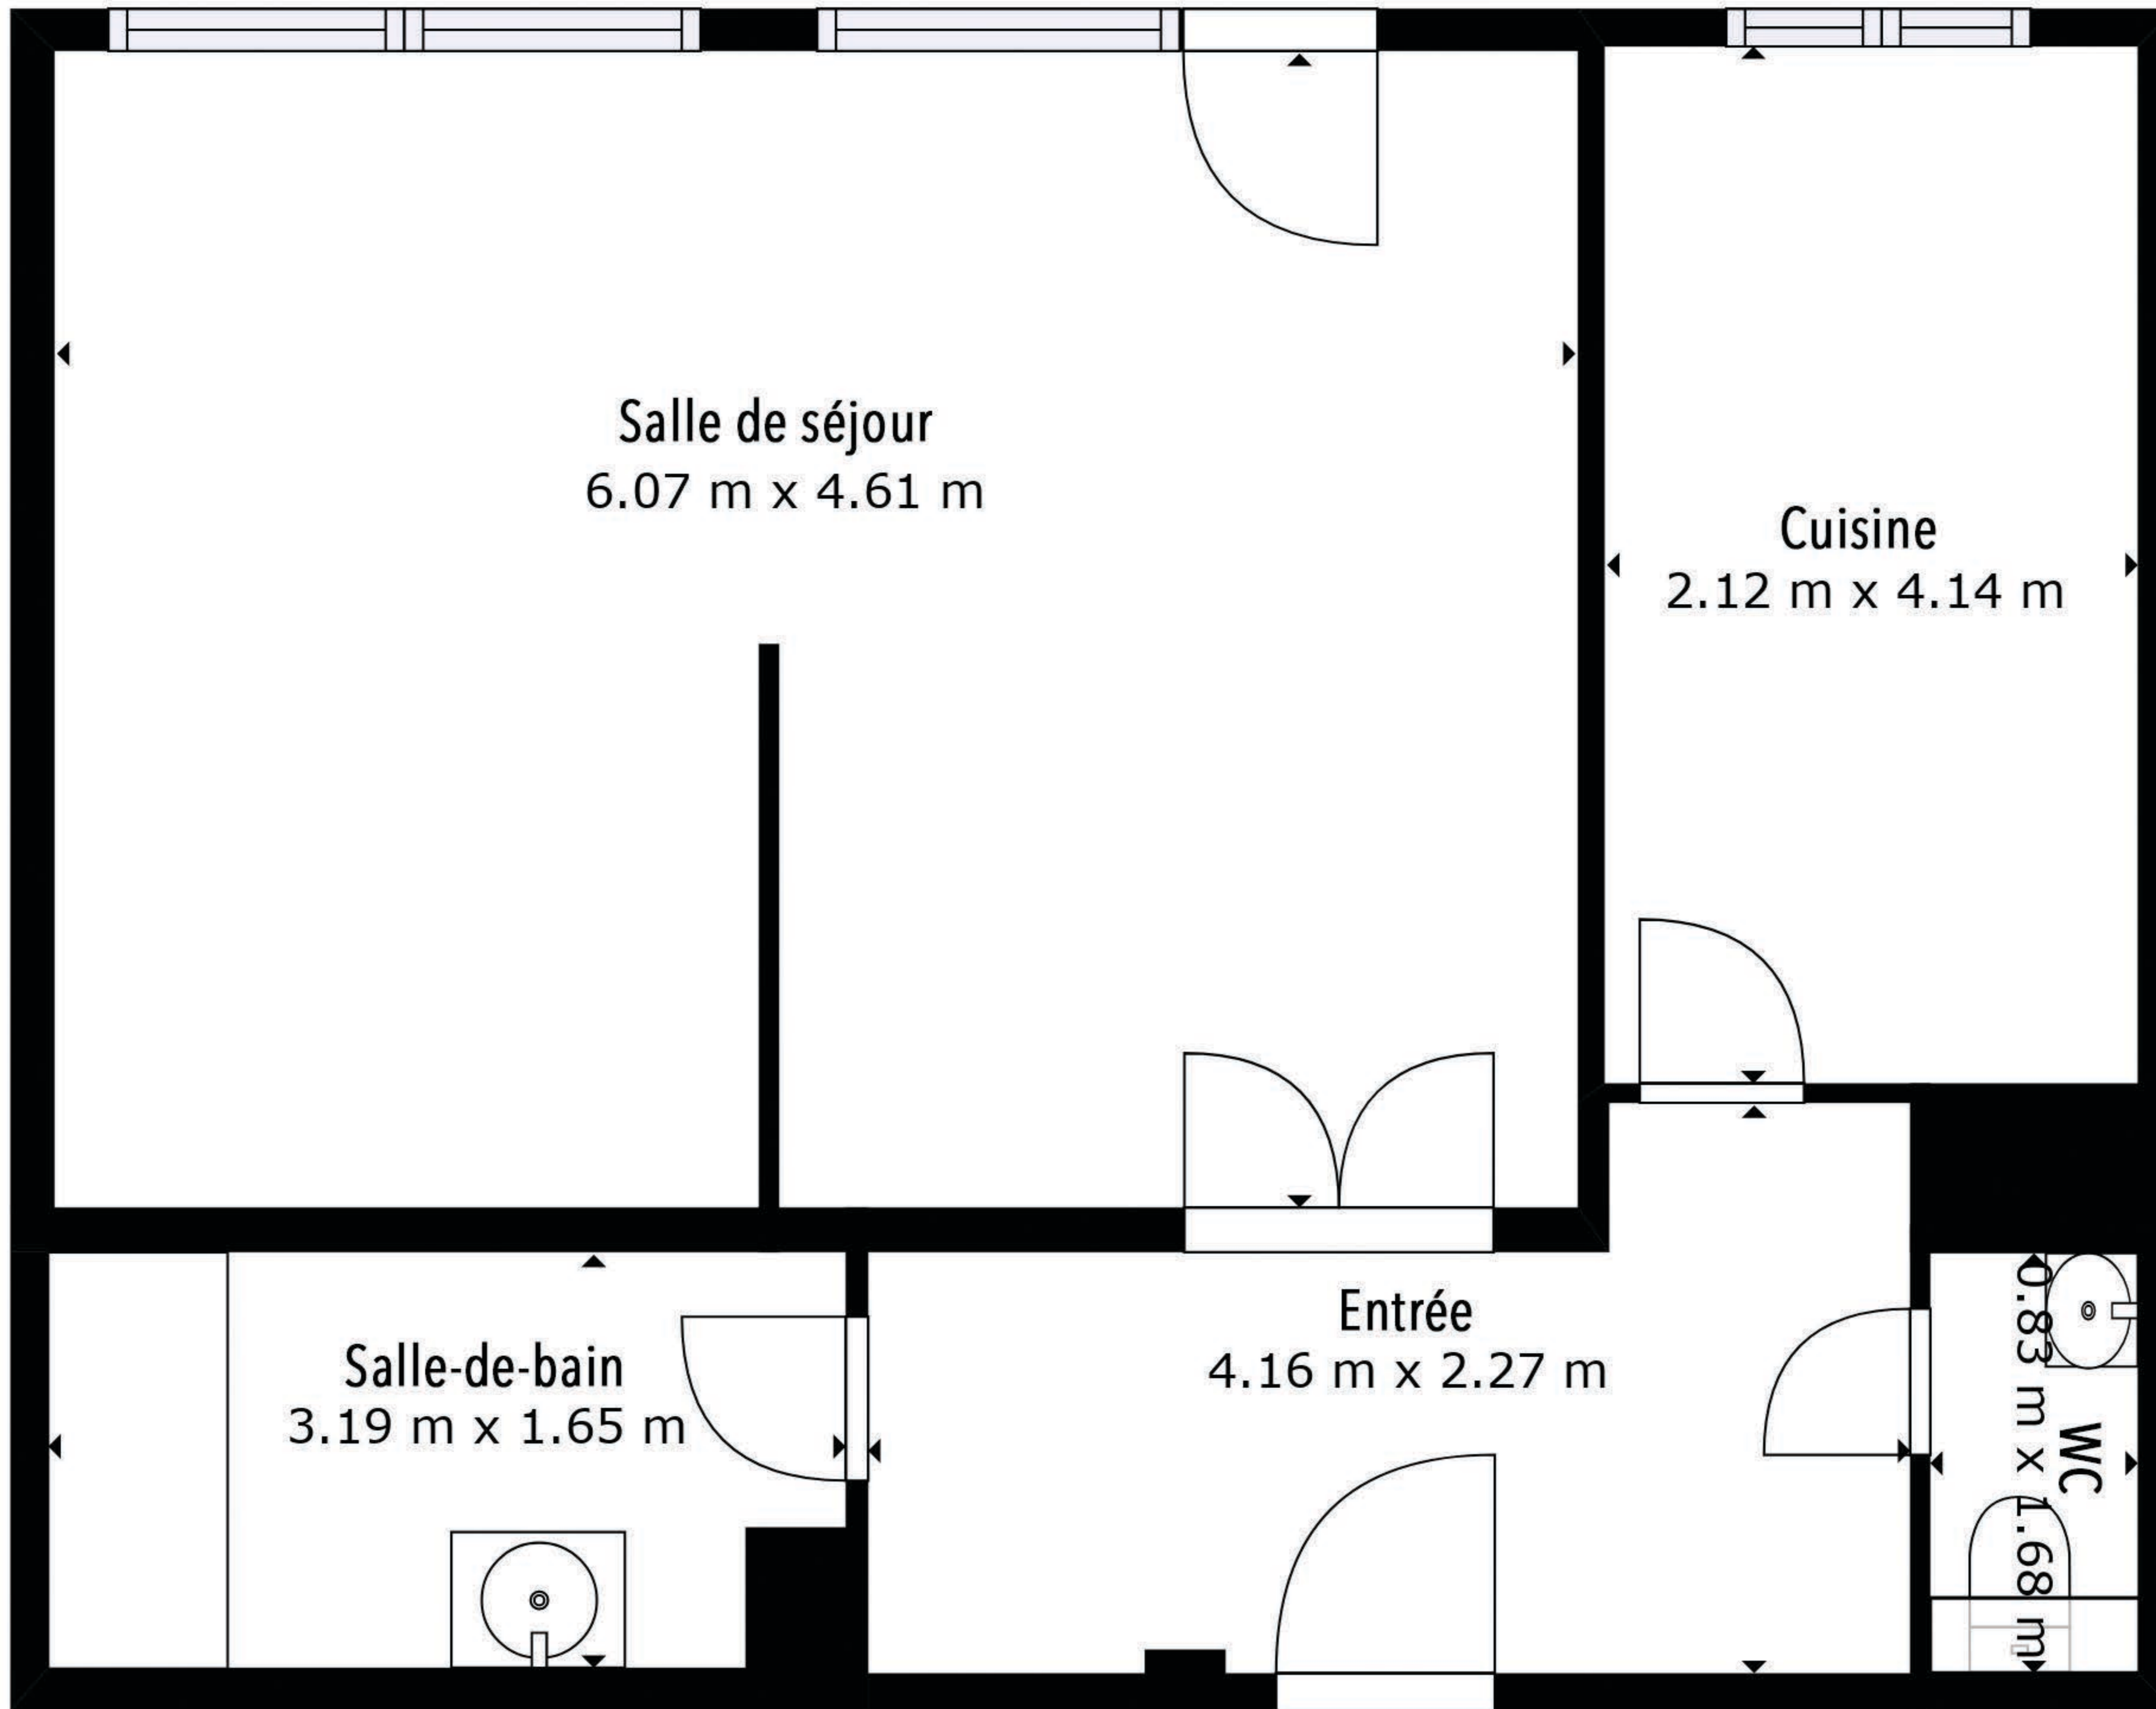 Salle de séjour
6.07 m x 4.61 m
Cuisine
2.12 m x 4.14 m
Entrée
4.16 m x 2.27 m
Salle-de-bain
3.19 m x 1.65 m
WC
0.83 m x 1.68 m